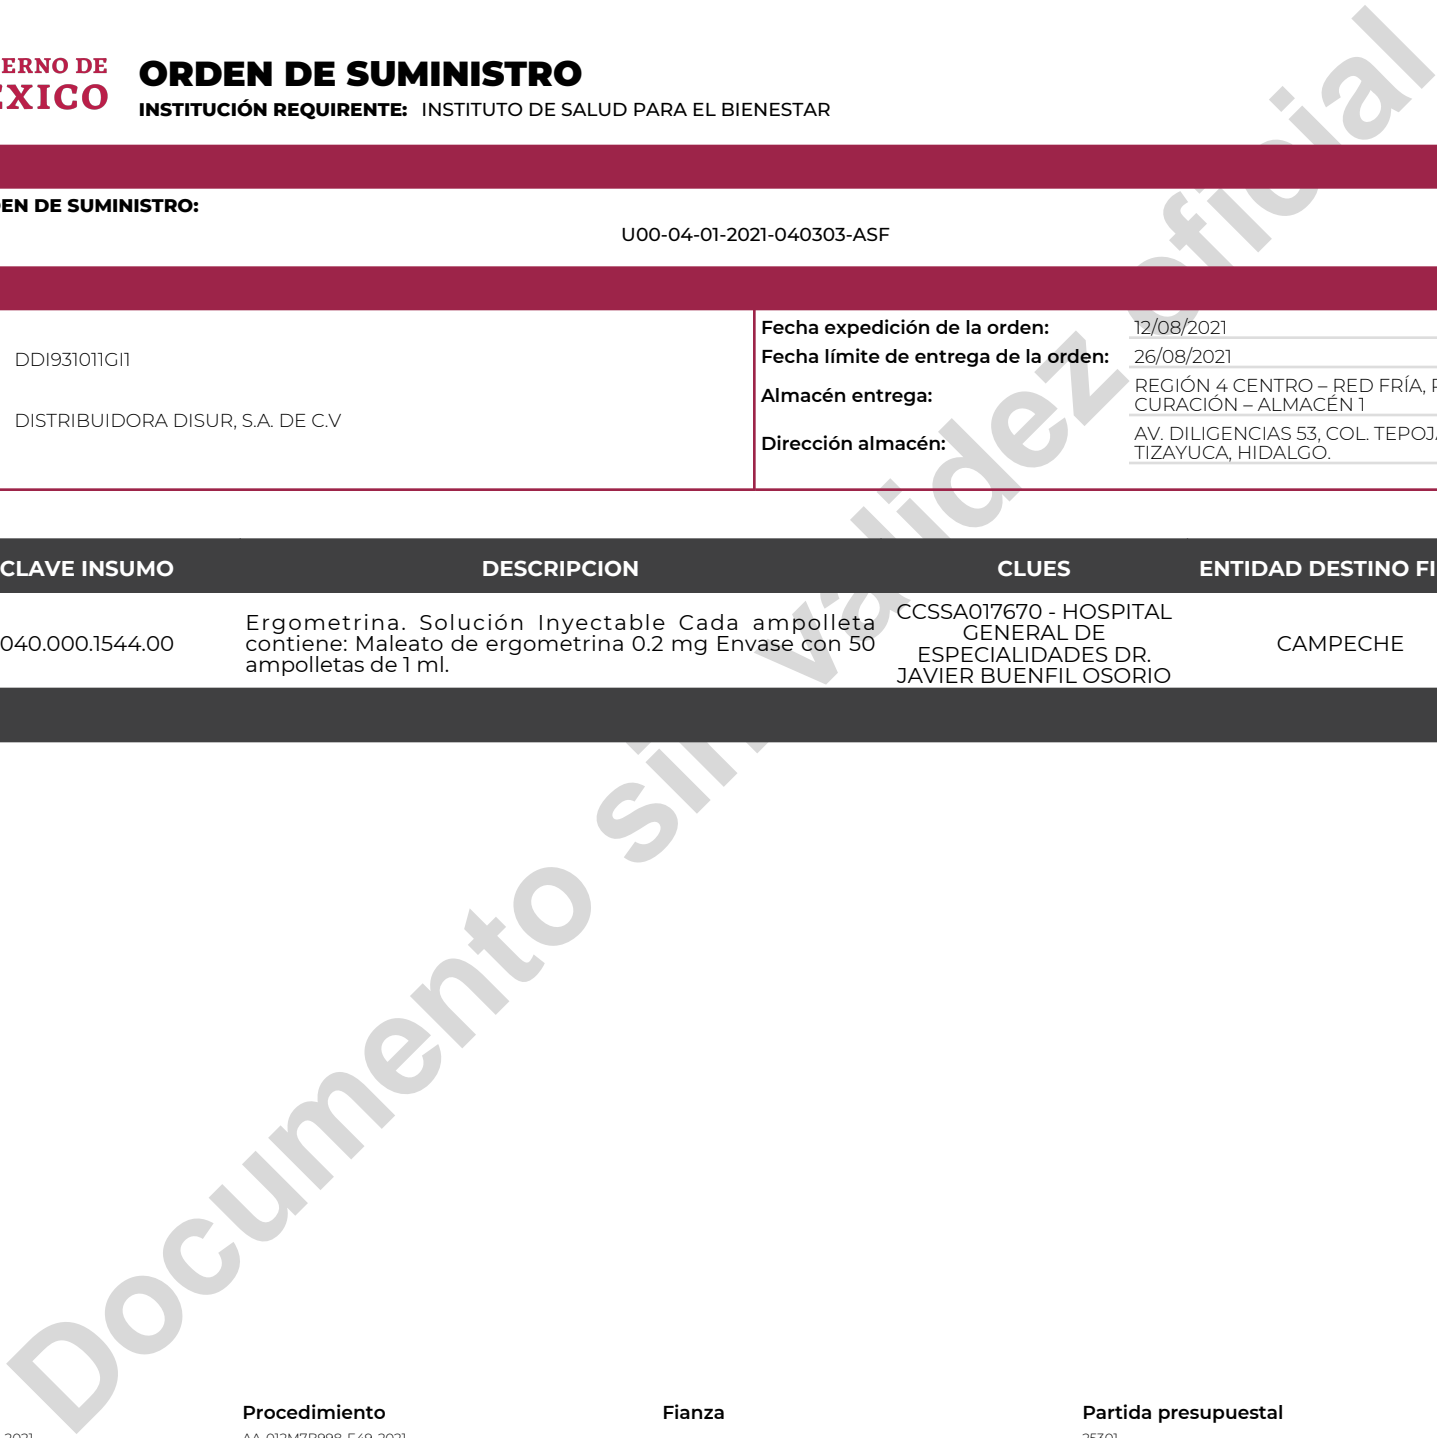 ERNO DE
ORDEN DE SUMINISTRO
INSTITUCIÓN REQUIRENTE: INSTITUTO DE SALUD PARA EL BIENESTAR
EN DE SUMINISTRO:
U00-04-01-2021-040303-ASF
DDI931011GI1
DISTRIBUIDORA DISUR, S.A. DE C.V
Fecha expedición de la orden: 12/08/2021
Fecha límite de entrega de la orden: 26/08/2021
Almacén entrega: REGIÓN 4 CENTRO – RED FRÍA,
CURACIÓN – ALMACÉN 1
Dirección almacén: AV. DILIGENCIAS 53, COL. TEPOJ
TIZAYUCA, HIDALGO.
CLAVE INSUMO DESCRIPCION CLUES ENTIDAD DESTINO FI
040.000.1544.00
Ergometrina. Solución Inyectable Cada ampolleta
contiene: Maleato de ergometrina 0.2 mg Envase con 50
ampolletas de 1 ml.
CCSSA017670 - HOSPITAL
GENERAL DE
ESPECIALIDADES DR.
JAVIER BUENFIL OSORIO
CAMPECHE
Documento sin validez oficial
Procedimiento Fianza Partida presupuestal